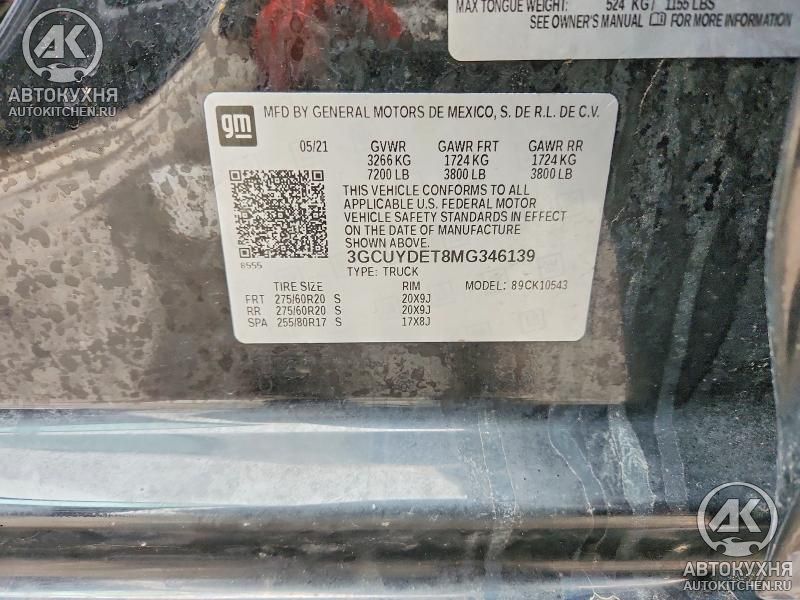 MAX TONGUE WEIGHT: 524 KG / 1155 LBS
SEE OWNER'S MANUAL FOR MORE INFORMATION
AK
АВТОКУХНЯ
AUTOKITCHEN.RU
gm
MFD BY GENERAL MOTORS DE MEXICO, S. DE R.L. DE C.V.
05/21 GVWR GAWR FRT GAWR RR
3266 KG 1724 KG 1724 KG
7200 LB 3800 LB 3800 LB
THIS VEHICLE CONFORMS TO ALL
APPLICABLE U.S. FEDERAL MOTOR
VEHICLE SAFETY STANDARDS IN EFFECT
ON THE DATE OF MANUFACTURE
SHOWN ABOVE.
8555 3GCUYDET8MG346139
TYPE: TRUCK
TIRE SIZE RIM MODEL: 89CK10543
FRT 275/60R20 S 20X9J
RR 275/60R20 S 20X9J
SPA 255/80R17 S 17X8J
AK
АВТОКУХНЯ
AUTOKITCHEN.RU